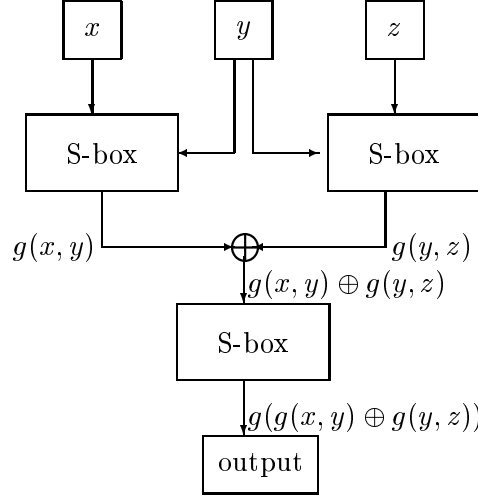 x y z
S-box S-box
g(x, y) g(y, z)
⊕
g(x, y) ⊕ g(y, z)
S-box
g(g(x, y) ⊕ g(y, z))
output